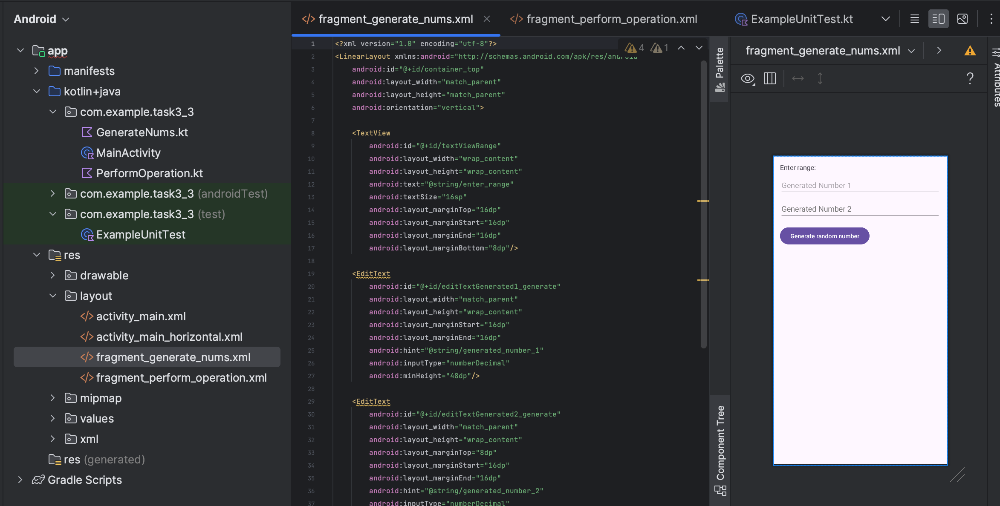 Android
app
manifests
kotlin+java
com.example.task3_3
GenerateNums.kt
MainActivity
PerformOperation.kt
com.example.task3_3 (androidTest)
com.example.task3_3 (test)
ExampleUnitTest
res
drawable
layout
activity_main.xml
activity_main_horizontal.xml
fragment_generate_nums.xml
fragment_perform_operation.xml
mipmap
values
xml
res (generated)
Gradle Scripts
fragment_generate_nums.xml
fragment_perform_operation.xml
ExampleUnitTest.kt
4 1
1 <?xml version="1.0" encoding="utf-8"?>
2 <LinearLayout xmlns:android="http://schemas.android.com/apk/res/android
3 android:id="@+id/container_top"
4 android:layout_width="match_parent"
5 android:layout_height="match_parent"
6 android:orientation="vertical">
7
8 <TextView
9 android:id="@+id/textViewRange"
10 android:layout_width="wrap_content"
11 android:layout_height="wrap_content"
12 android:text="@string/enter_range"
13 android:textSize="16sp"
14 android:layout_marginTop="16dp"
15 android:layout_marginStart="16dp"
16 android:layout_marginEnd="16dp"
17 android:layout_marginBottom="8dp"/>
18
19 <EditText
20 android:id="@+id/editTextGenerated1_generate"
21 android:layout_width="match_parent"
22 android:layout_height="wrap_content"
23 android:layout_marginStart="16dp"
24 android:layout_marginEnd="16dp"
25 android:hint="@string/generated_number_1"
26 android:inputType="numberDecimal"
27 android:minHeight="48dp"/>
28
29 <EditText
30 android:id="@+id/editTextGenerated2_generate"
31 android:layout_width="match_parent"
32 android:layout_height="wrap_content"
33 android:layout_marginTop="8dp"
34 android:layout_marginStart="16dp"
35 android:layout_marginEnd="16dp"
36 android:hint="@string/generated_number_2"
37 android:inputType="numberDecimal"
Palette
Component Tree
fragment_generate_nums.xml
?
Attributes
Enter range:
Generated Number 1
Generated Number 2
Generate random number